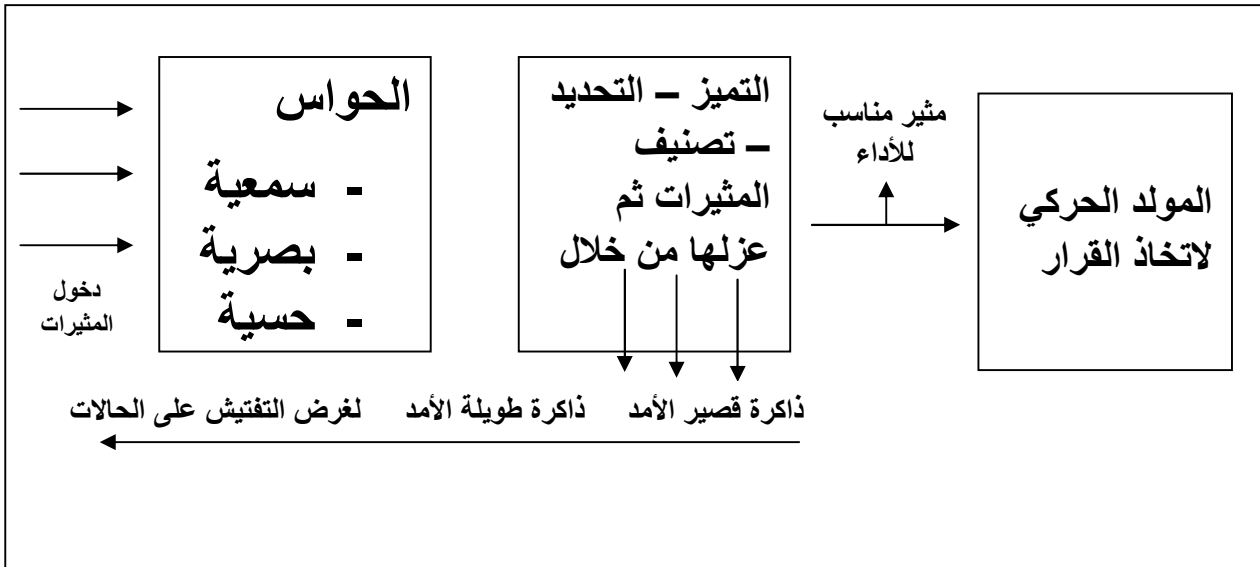 دخول
المثيرات
الحواس
- سمعية
- بصرية
- حسية
التميز – التحديد
– تصنيف
المثيرات ثم
عزلها من خلال
مثير مناسب
للأداء
المولد الحركي
لاتخاذ القرار
ذاكرة قصير الأمد ذاكرة طويلة الأمد لغرض التفتيش على الحالات